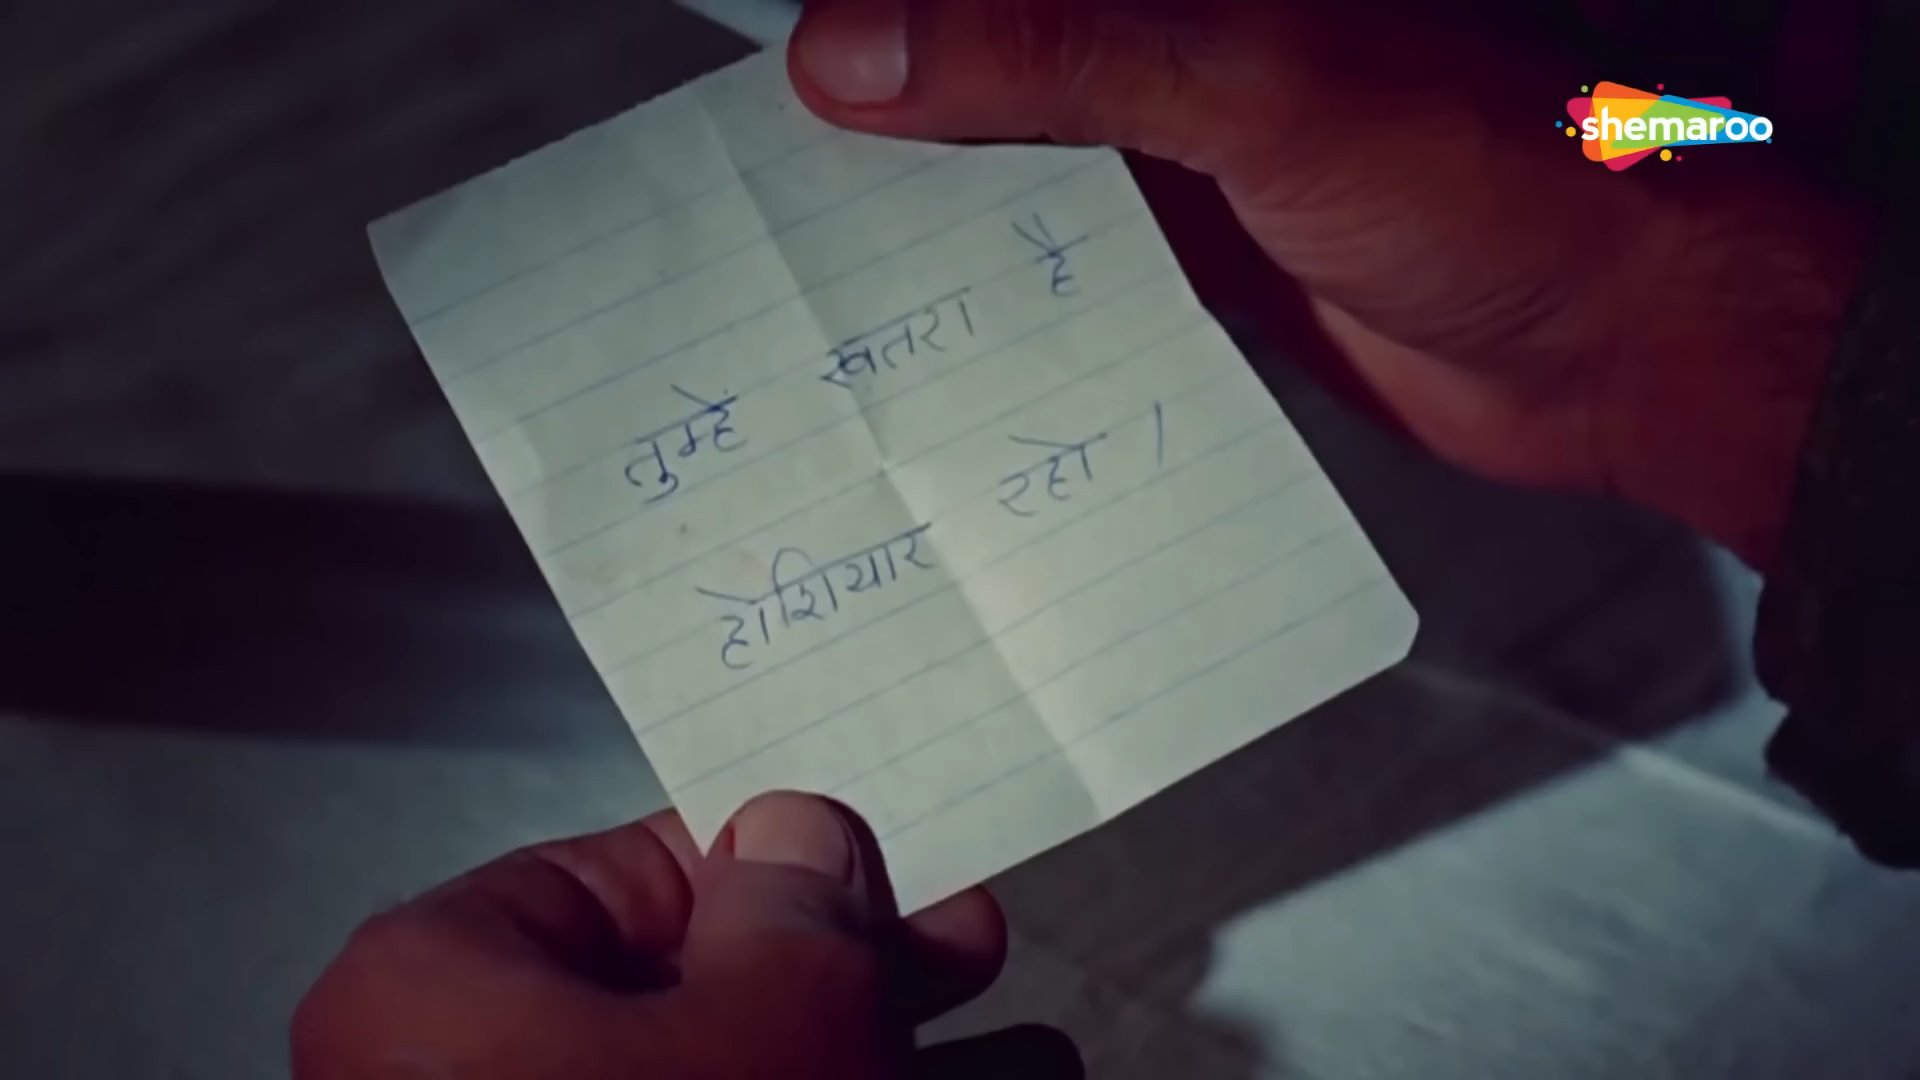 shemaroo
तुम्हें खतरा है
होशियार रहो ।